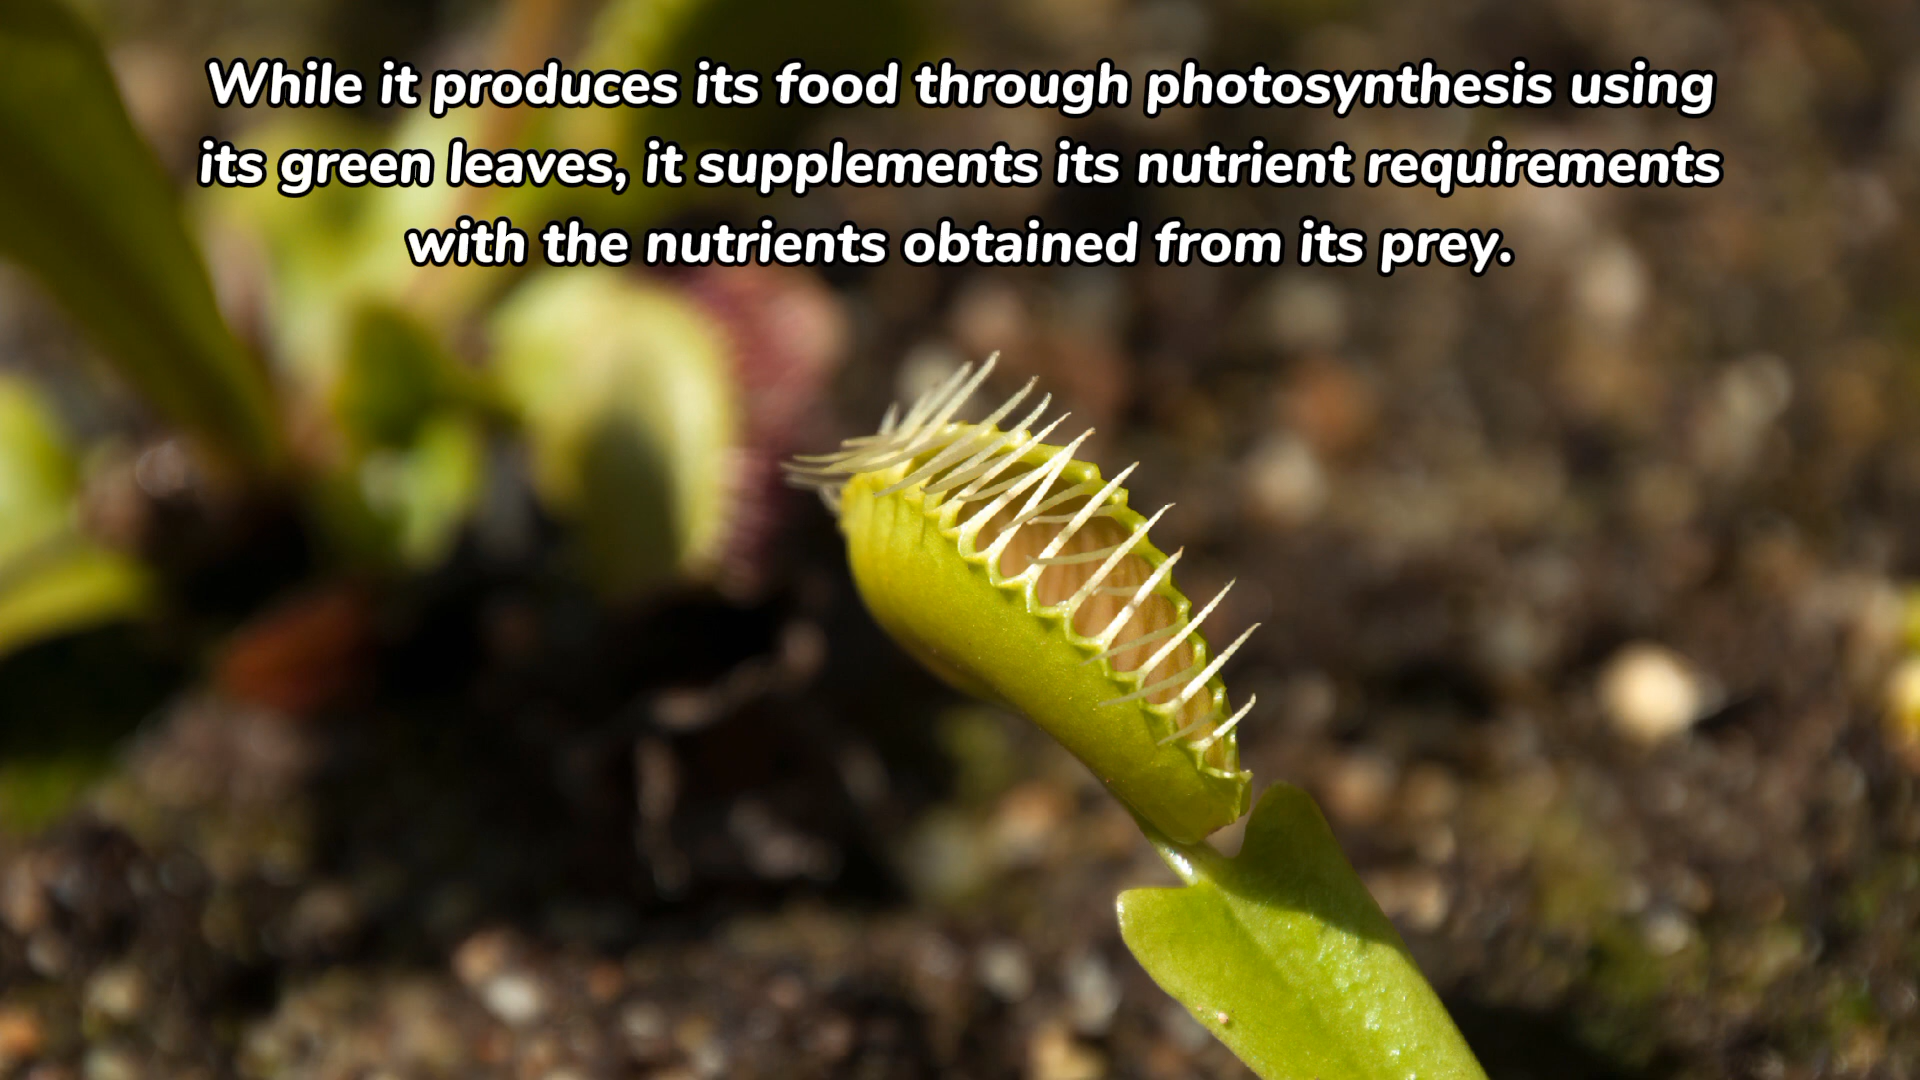 While it produces its food through photosynthesis using
its green leaves, it supplements its nutrient requirements
with the nutrients obtained from its prey.